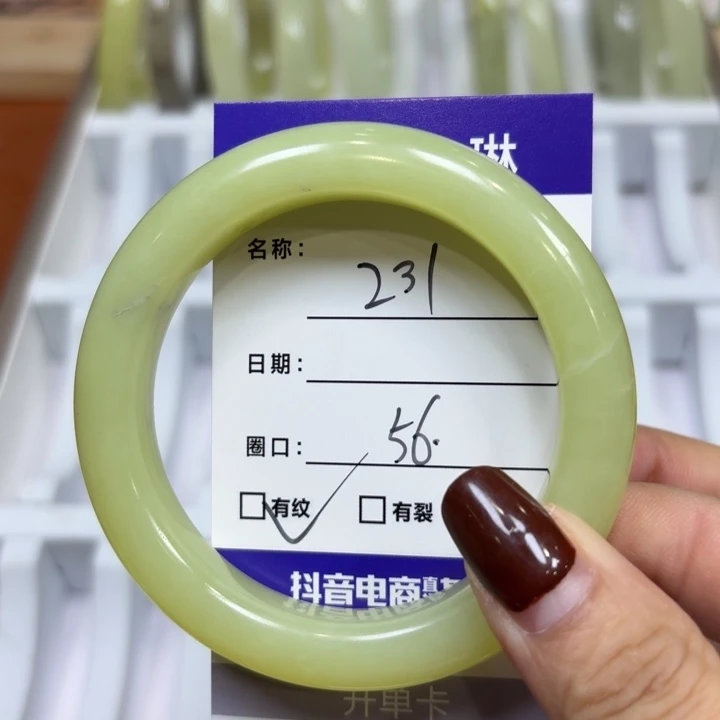 琳
名称: 231
日期:
圈口: 56.
☐有纹 ☐有裂
抖音电商
开单卡